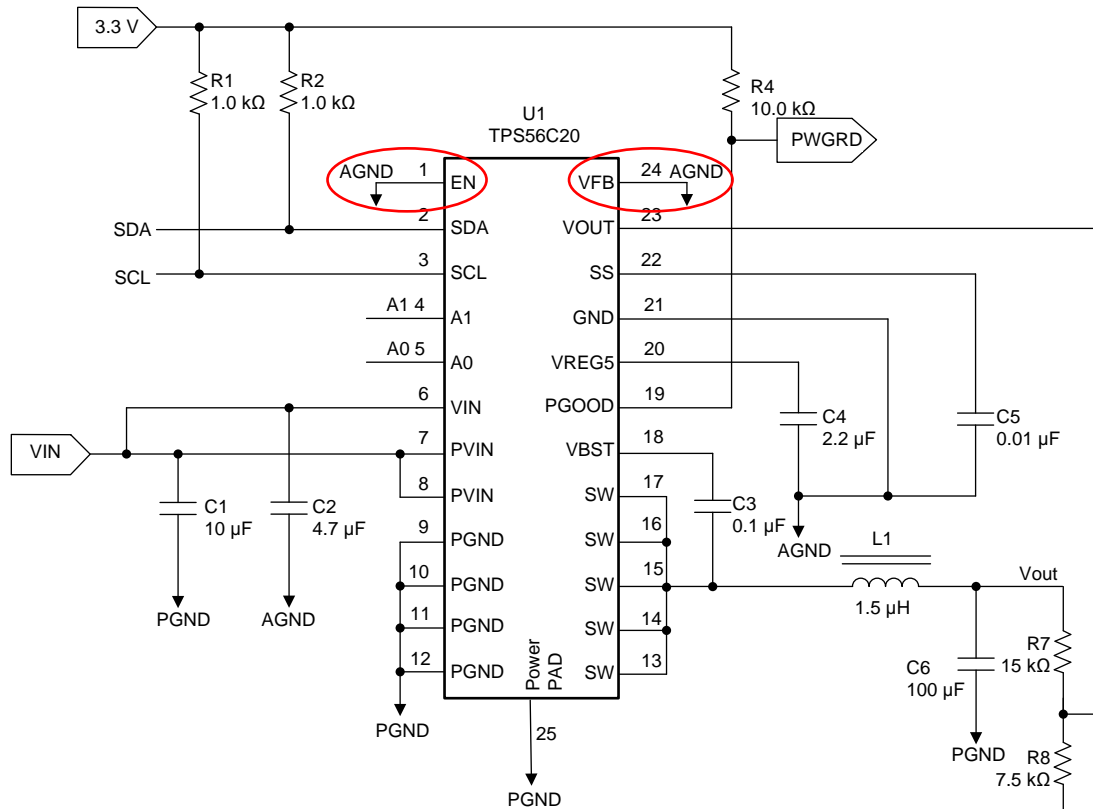 3.3 V
R1
1.0 kΩ
R2
1.0 kΩ
R4
10.0 kΩ
PWGRD
U1
TPS56C20
AGND
1
EN
VFB
24
AGND
SDA
2
SDA
VOUT
23
SCL
3
SCL
SS
22
A1 4
A1
GND
21
A0 5
A0
VREG5
20
6
VIN
PGOOD
19
VIN
7
PVIN
VBST
18
8
PVIN
SW
17
9
PGND
SW
16
10
PGND
SW
15
11
PGND
SW
14
12
PGND
SW
13
Power
PAD
25
PGND
C1
10 µF
PGND
C2
4.7 µF
AGND
PGND
C3
0.1 µF
C4
2.2 µF
C5
0.01 µF
AGND
L1
1.5 µH
Vout
C6
100 µF
PGND
R7
15 kΩ
R8
7.5 kΩ